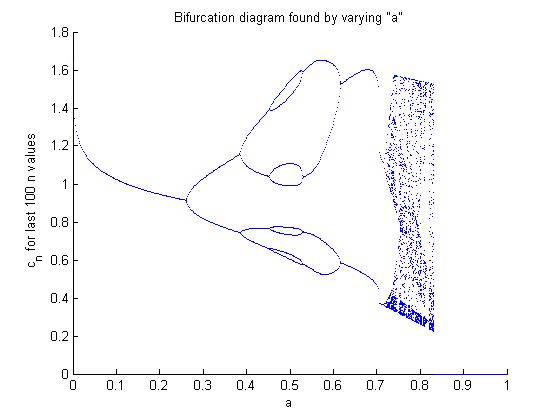 Bifurcation diagram found by varying "a"
1.8
1.6
1.4
1.2
1
0.8
0.6
0.4
0.2
0
c_n for last 100 n values
0 0.1 0.2 0.3 0.4 0.5 0.6 0.7 0.8 0.9 1
a